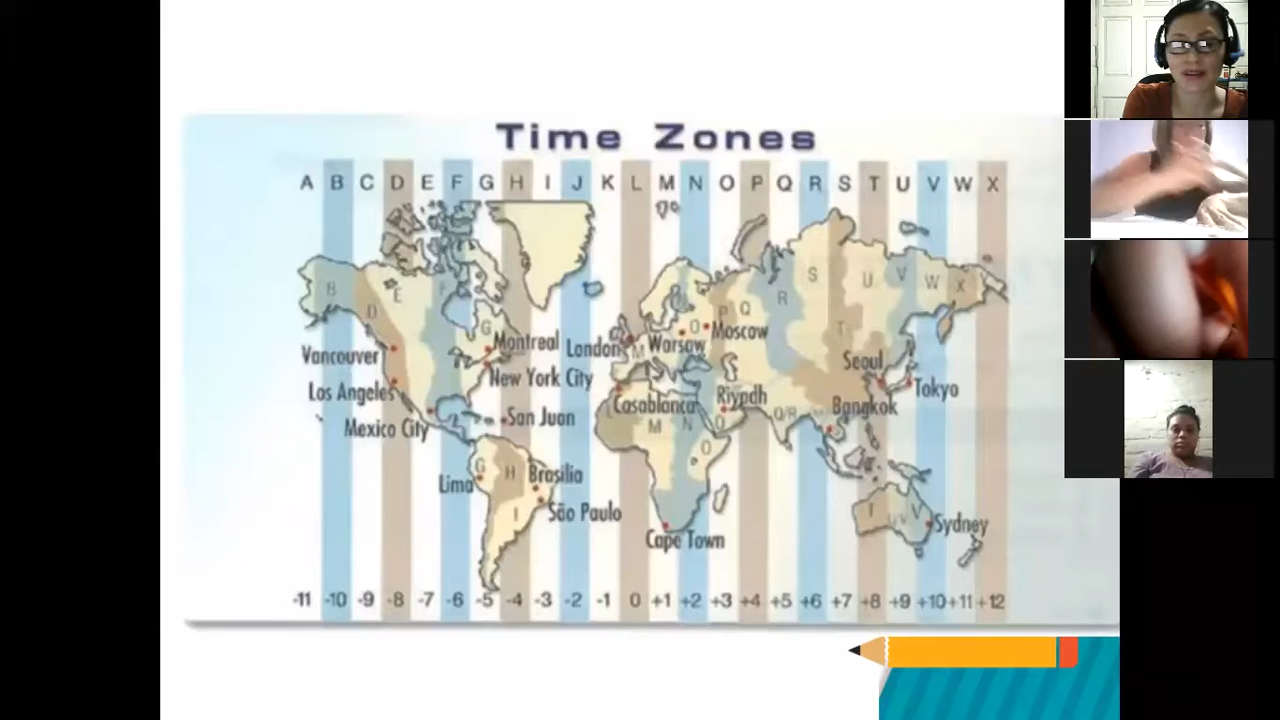 Time Zones
A B C D E F G H I J K L M N O P Q R S T U V W X
B
E
F
S
U
V
W
X
D
R
G
P
Q
O
T
Montreal
London
M
Warsaw
Moscow
Vancouver
Seoul
New York City
Los Angeles
Riypdh
Tokyo
Casablanca
Bangkok
San Juan
Q/R
Mexico City
M
N
O
O
G
H
Brasilia
Lima
São Paulo
I
T
V
Sydney
Cape Town
-11 -10 -9 -8 -7 -6 -5 -4 -3 -2 -1 0 +1 +2 +3 +4 +5 +6 +7 +8 +9 +10 +11 +12